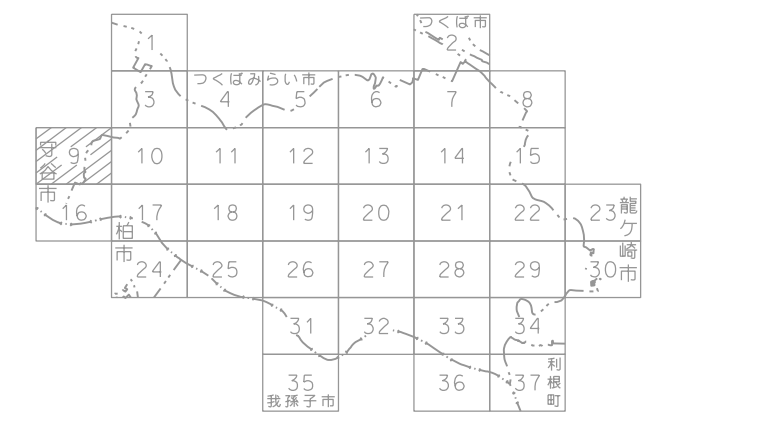 つくば市
1
2
つくばみらい市
3 4 5 6 7 8
守谷市
9 10 11 12 13 14 15
16 17 18 19 20 21 22 23
龍ケ崎市
柏市
24 25 26 27 28 29 30
31 32 33 34
35 36 37
我孫子市
利根町